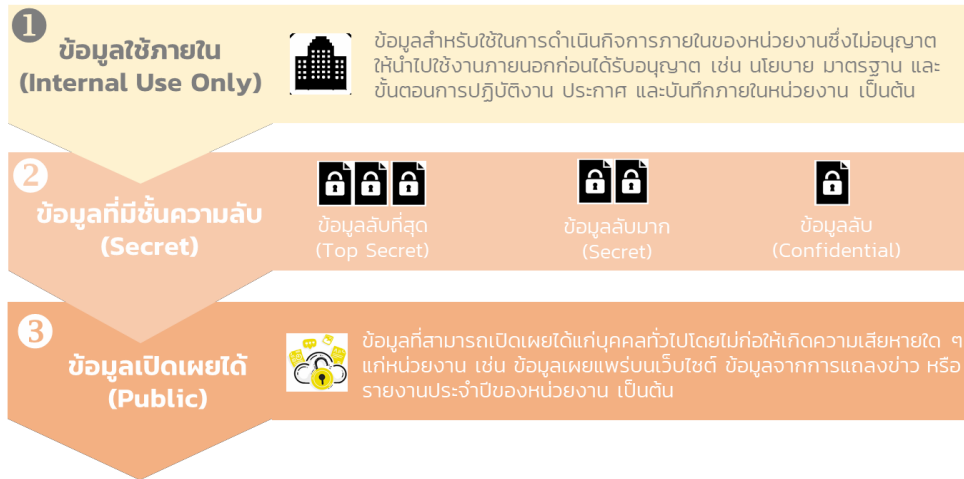 1
ข้อมูลใช้ภายใน
(Internal Use Only)
ข้อมูลสำหรับใช้ในการดำเนินกิจการภายในของหน่วยงานซึ่งไม่อนุญาต
ให้นำไปใช้งานภายนอกก่อนได้รับอนุญาต เช่น นโยบาย มาตรฐาน และ
ขั้นตอนการปฏิบัติงาน ประกาศ และบันทึกภายในหน่วยงาน เป็นต้น
2
ข้อมูลที่มีชั้นความลับ
(Secret)
ข้อมูลลับที่สุด
(Top Secret)
ข้อมูลลับมาก
(Secret)
ข้อมูลลับ
(Confidential)
3
ข้อมูลเปิดเผยได้
(Public)
ข้อมูลที่สามารถเปิดเผยได้แก่บุคคลทั่วไปโดยไม่ก่อให้เกิดความเสียหายใด ๆ
แก่หน่วยงาน เช่น ข้อมูลเผยแพร่บนเว็บไซต์ ข้อมูลจากการแถลงข่าว หรือ
รายงานประจำปีของหน่วยงาน เป็นต้น